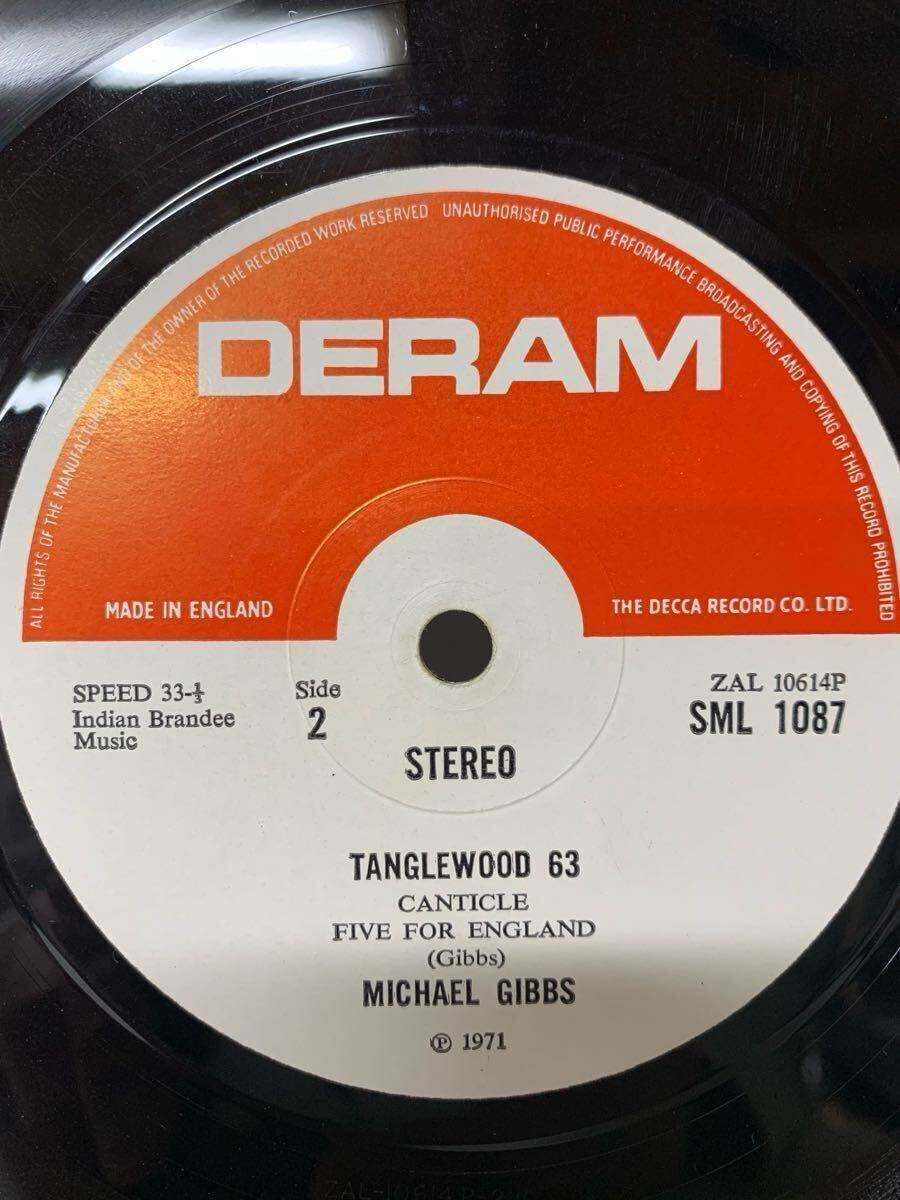 ALL RIGHTS OF THE MANUFACTURER AND OF THE OWNER OF THE RECORDED WORK RESERVED UNAUTHORISED PUBLIC PERFORMANCE BROADCASTING AND COPYING OF THIS RECORD PROHIBITED
DERAM
MADE IN ENGLAND
THE DECCA RECORD CO. LTD.
SPEED 33-⅓
Indian Brandee
Music
Side
2
STEREO
ZAL 10614P
SML 1087
TANGLEWOOD 63
CANTICLE
FIVE FOR ENGLAND
(Gibbs)
MICHAEL GIBBS
℗ 1971